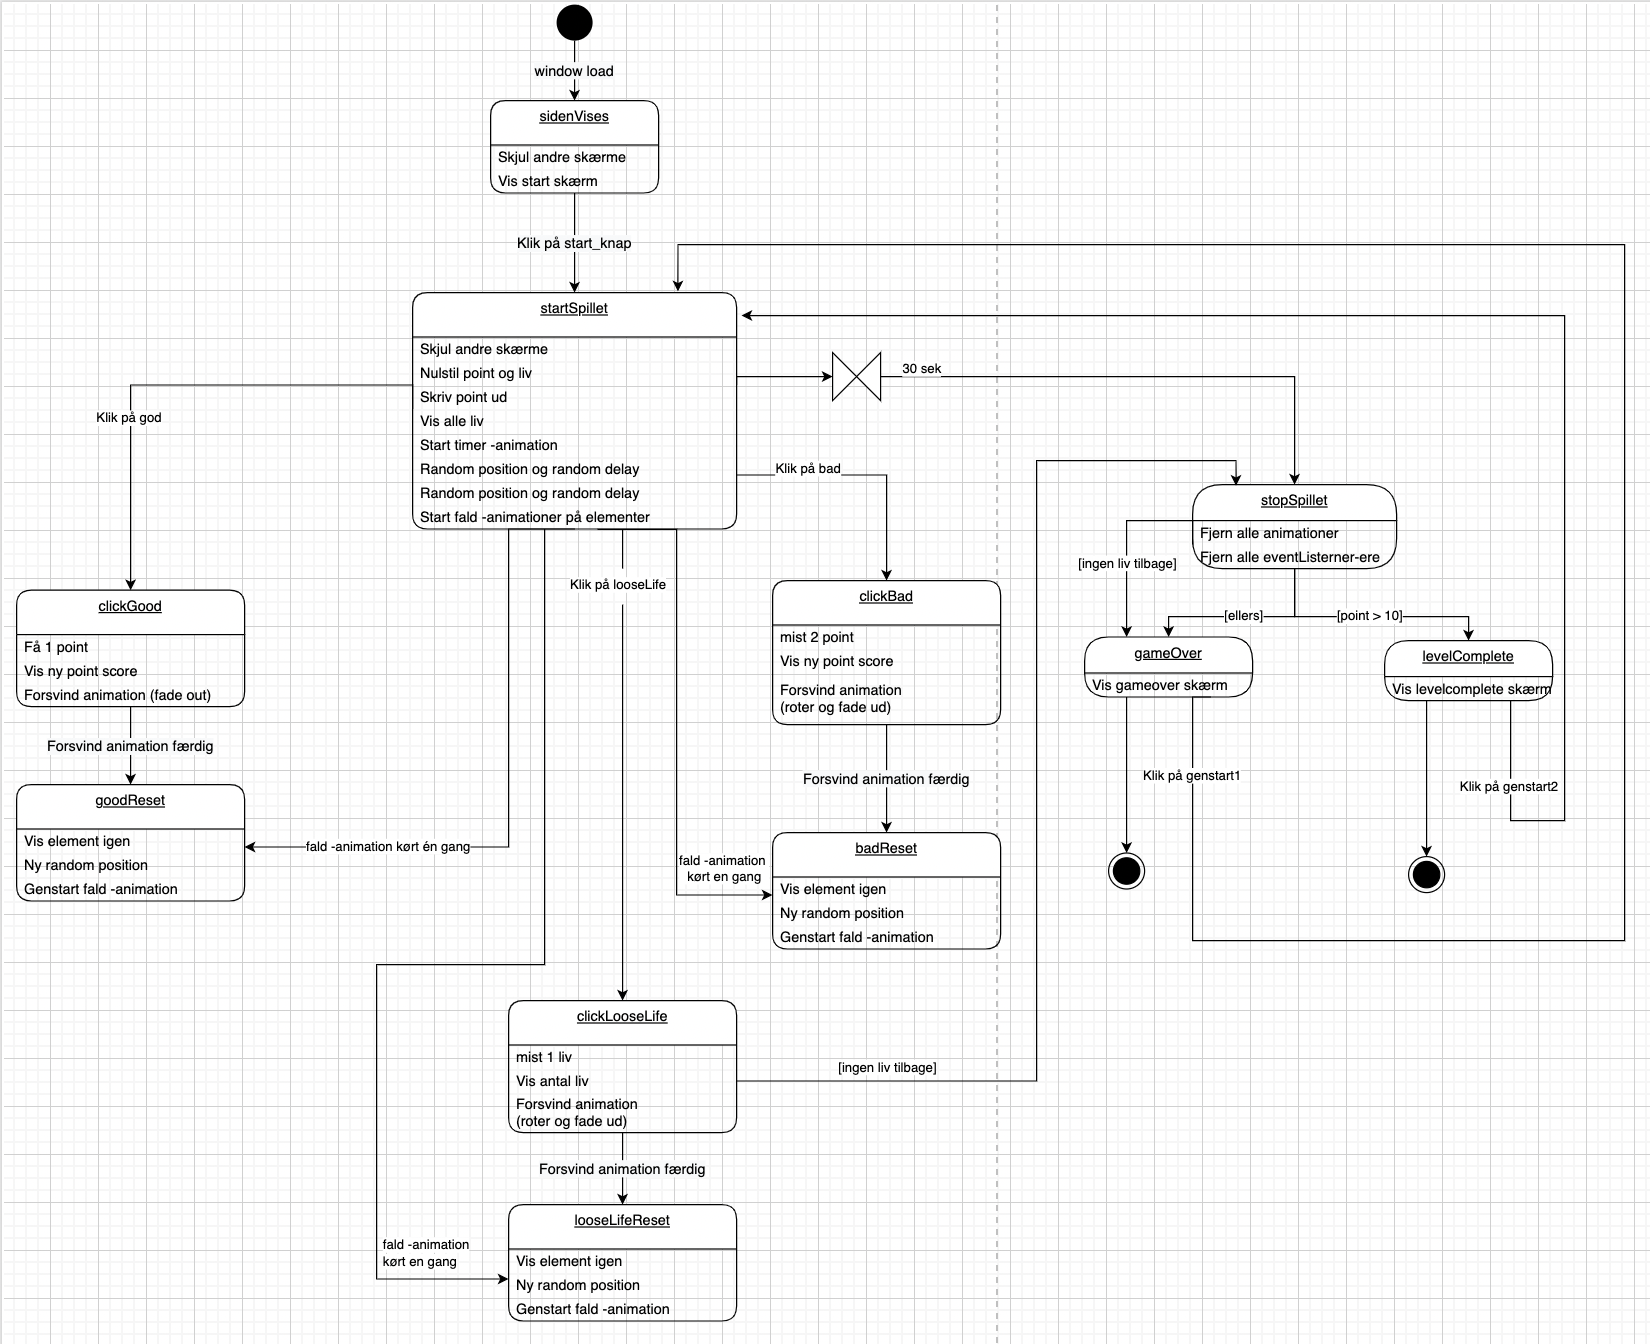 window load
sidenVises
Skjul andre skærme
Vis start skærm
Klik på start_knap
startSpillet
Skjul andre skærme
Nulstil point og liv
Skriv point ud
Vis alle liv
Start timer -animation
Random position og random delay
Random position og random delay
Start fald -animationer på elementer
30 sek
Klik på god
Klik på bad
Klik på looseLife
stopSpillet
Fjern alle animationer
Fjern alle eventListerner-ere
[ingen liv tilbage]
[ellers]
[point > 10]
clickGood
Få 1 point
Vis ny point score
Forsvind animation (fade out)
Forsvind animation færdig
goodReset
Vis element igen
Ny random position
Genstart fald -animation
fald -animation kørt én gang
clickBad
mist 2 point
Vis ny point score
Forsvind animation
(roter og fade ud)
Forsvind animation færdig
fald -animation
kørt en gang
badReset
Vis element igen
Ny random position
Genstart fald -animation
gameOver
Vis gameover skærm
levelComplete
Vis levelcomplete skærm
Klik på genstart1
Klik på genstart2
clickLooseLife
mist 1 liv
Vis antal liv
Forsvind animation
(roter og fade ud)
[ingen liv tilbage]
Forsvind animation færdig
fald -animation
kørt en gang
looseLifeReset
Vis element igen
Ny random position
Genstart fald -animation